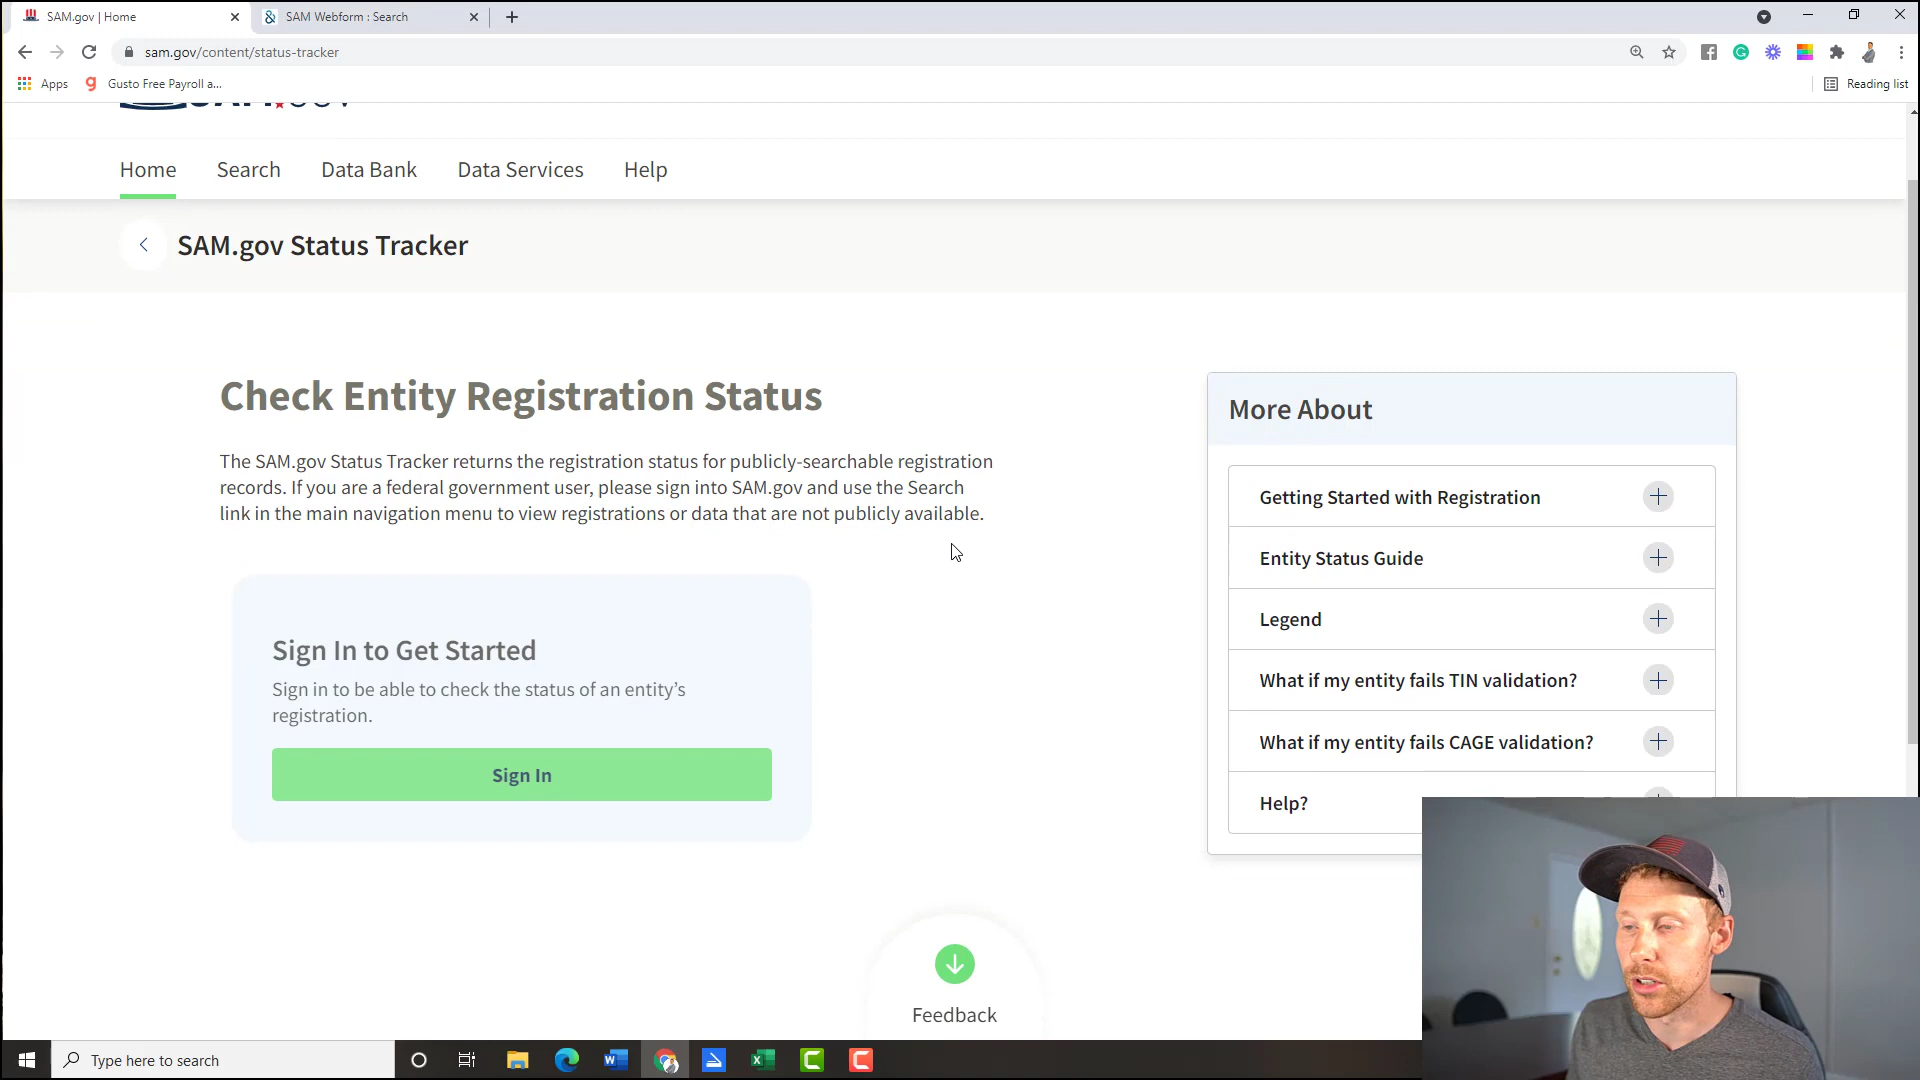 SAM.gov | Home
SAM Webform : Search
sam.gov/content/status-tracker
Apps
Gusto Free Payroll a...
Reading list
Home
Search
Data Bank
Data Services
Help
SAM.gov Status Tracker
Check Entity Registration Status
The SAM.gov Status Tracker returns the registration status for publicly-searchable registration
records. If you are a federal government user, please sign into SAM.gov and use the Search
link in the main navigation menu to view registrations or data that are not publicly available.
Sign In to Get Started
Sign in to be able to check the status of an entity's
registration.
Sign In
More About
Getting Started with Registration
Entity Status Guide
Legend
What if my entity fails TIN validation?
What if my entity fails CAGE validation?
Help?
Feedback
Type here to search